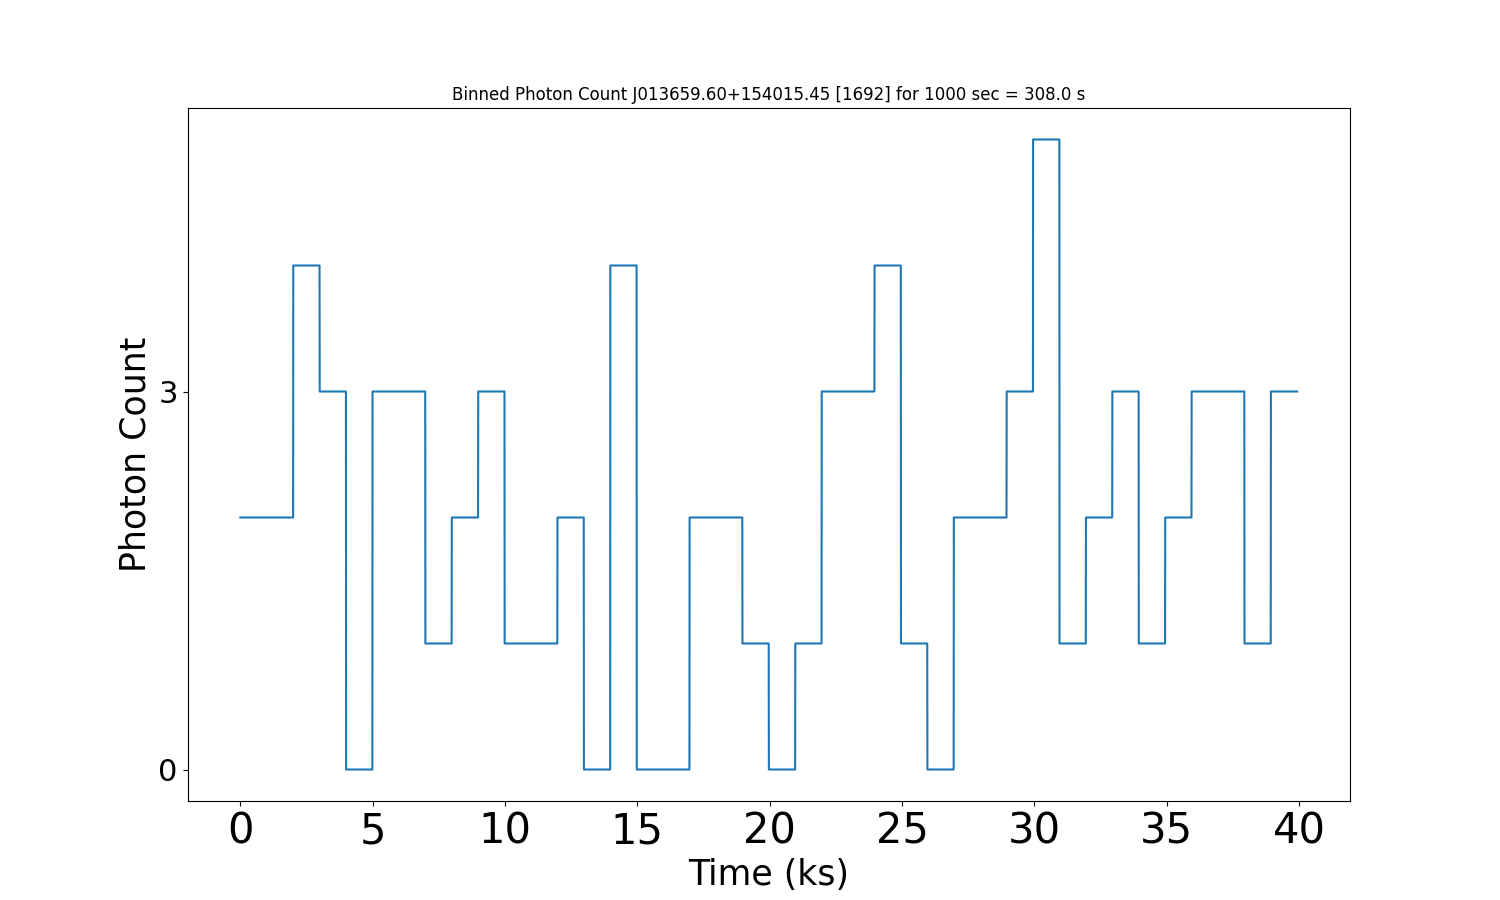 Binned Photon Count J013659.60+154015.45 [1692] for 1000 sec = 308.0 s
Photon Count
3
0
0 5 10 15 20 25 30 35 40
Time (ks)